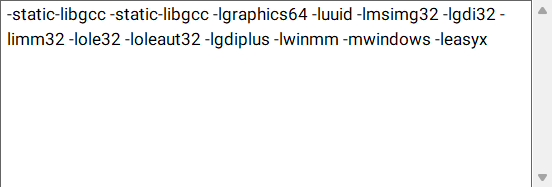 -static-libgcc -static-libgcc -lgraphics64 -luuid -lmsimg32 -lgdi32 -
limm32 -lole32 -loleaut32 -lgdiplus -lwinmm -mwindows -leasyx